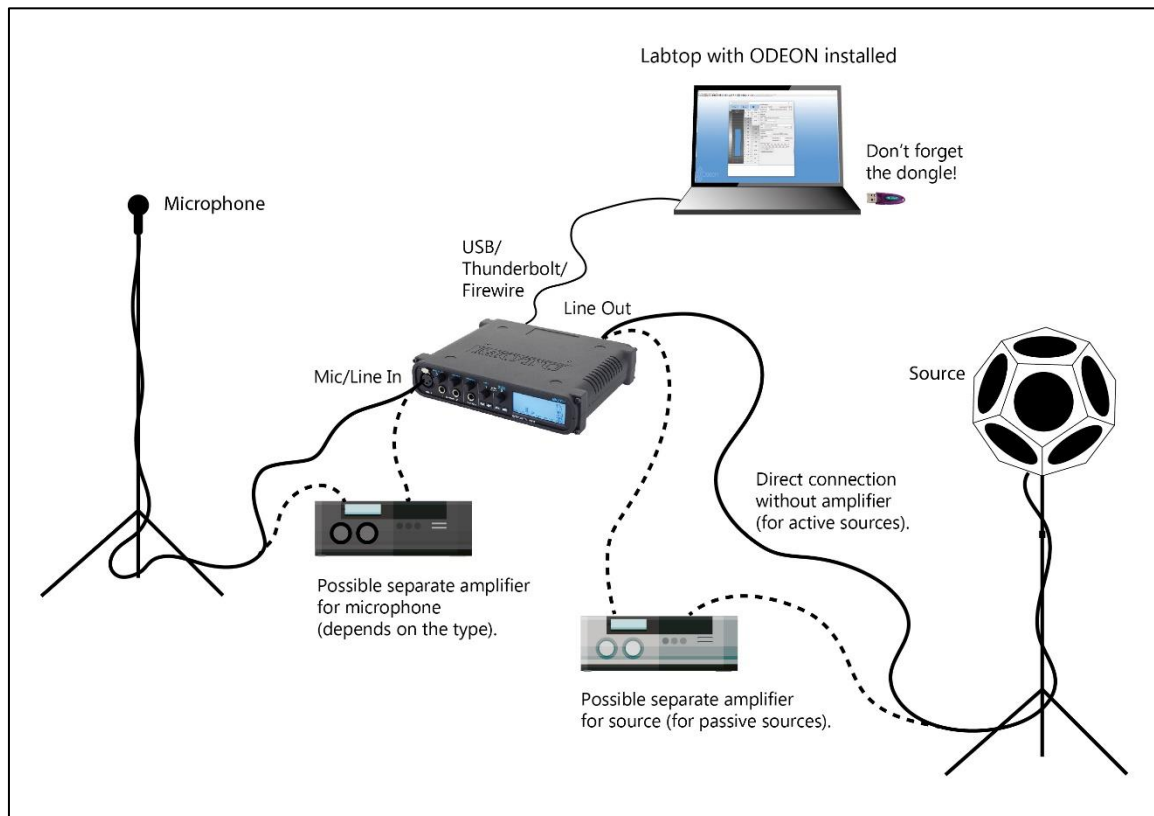 Labtop with ODEON installed
Don't forget
the dongle!
Microphone
USB/
Thunderbolt/
Firewire
Line Out
Mic/Line In
Source
Direct connection
without amplifier
(for active sources).
Possible separate amplifier
for microphone
(depends on the type).
Possible separate amplifier
for source (for passive sources).